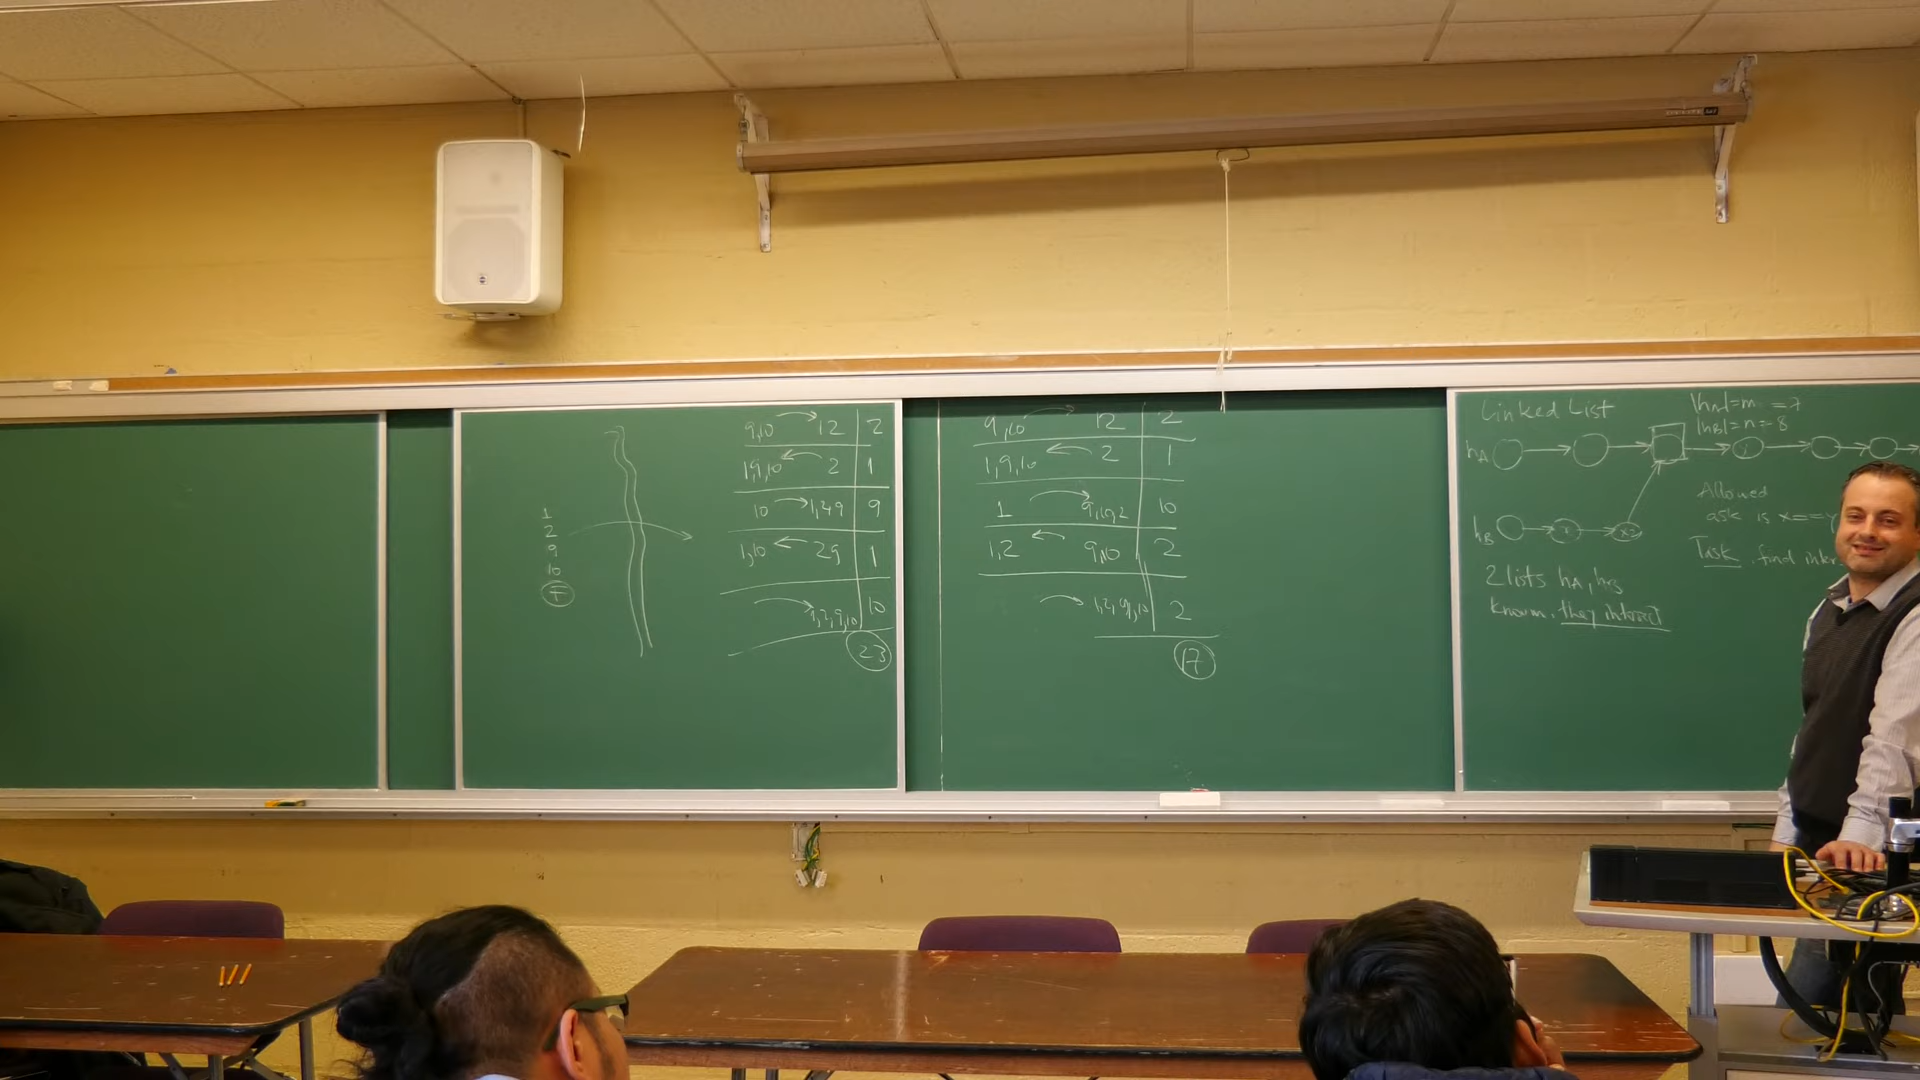 1
2
9
10
F
9,10 12 2
1,9,10 2 1
10 1,2,9 9
1,10 2,9 1
1,2,9,10 10
23
9,10 12 2
1,9,10 2 1
1 9,10,2 10
1,2 9,10 2
1,2,9,10 2
17
Linked List
|hA|=m =7
|hB|=n=8
hA
hB
Allowed
ask is x==y
Task find
2 lists hA, hB
known. they intersect